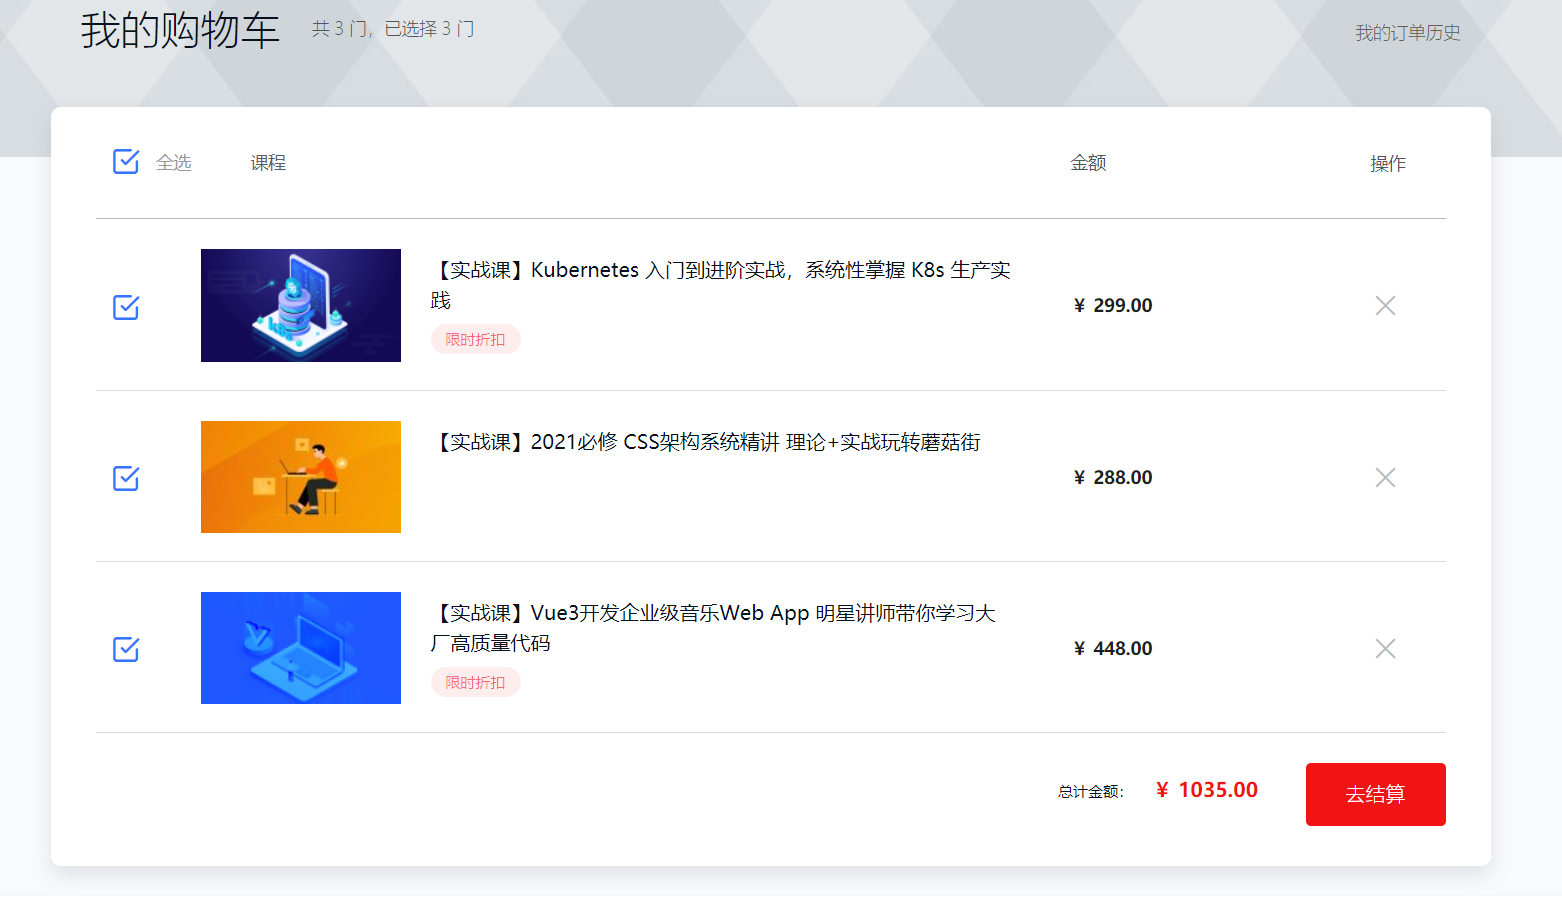 我的购物车 共 3 门，已选择 3 门 我的订单历史
全选 课程 金额 操作
【实战课】Kubernetes 入门到进阶实战，系统性掌握 K8s 生产实
践
限时折扣
¥ 299.00
【实战课】2021必修 CSS架构系统精讲 理论+实战玩转蘑菇街
¥ 288.00
【实战课】Vue3开发企业级音乐Web App 明星讲师带你学习大
厂高质量代码
限时折扣
¥ 448.00
总计金额： ¥ 1035.00 去结算